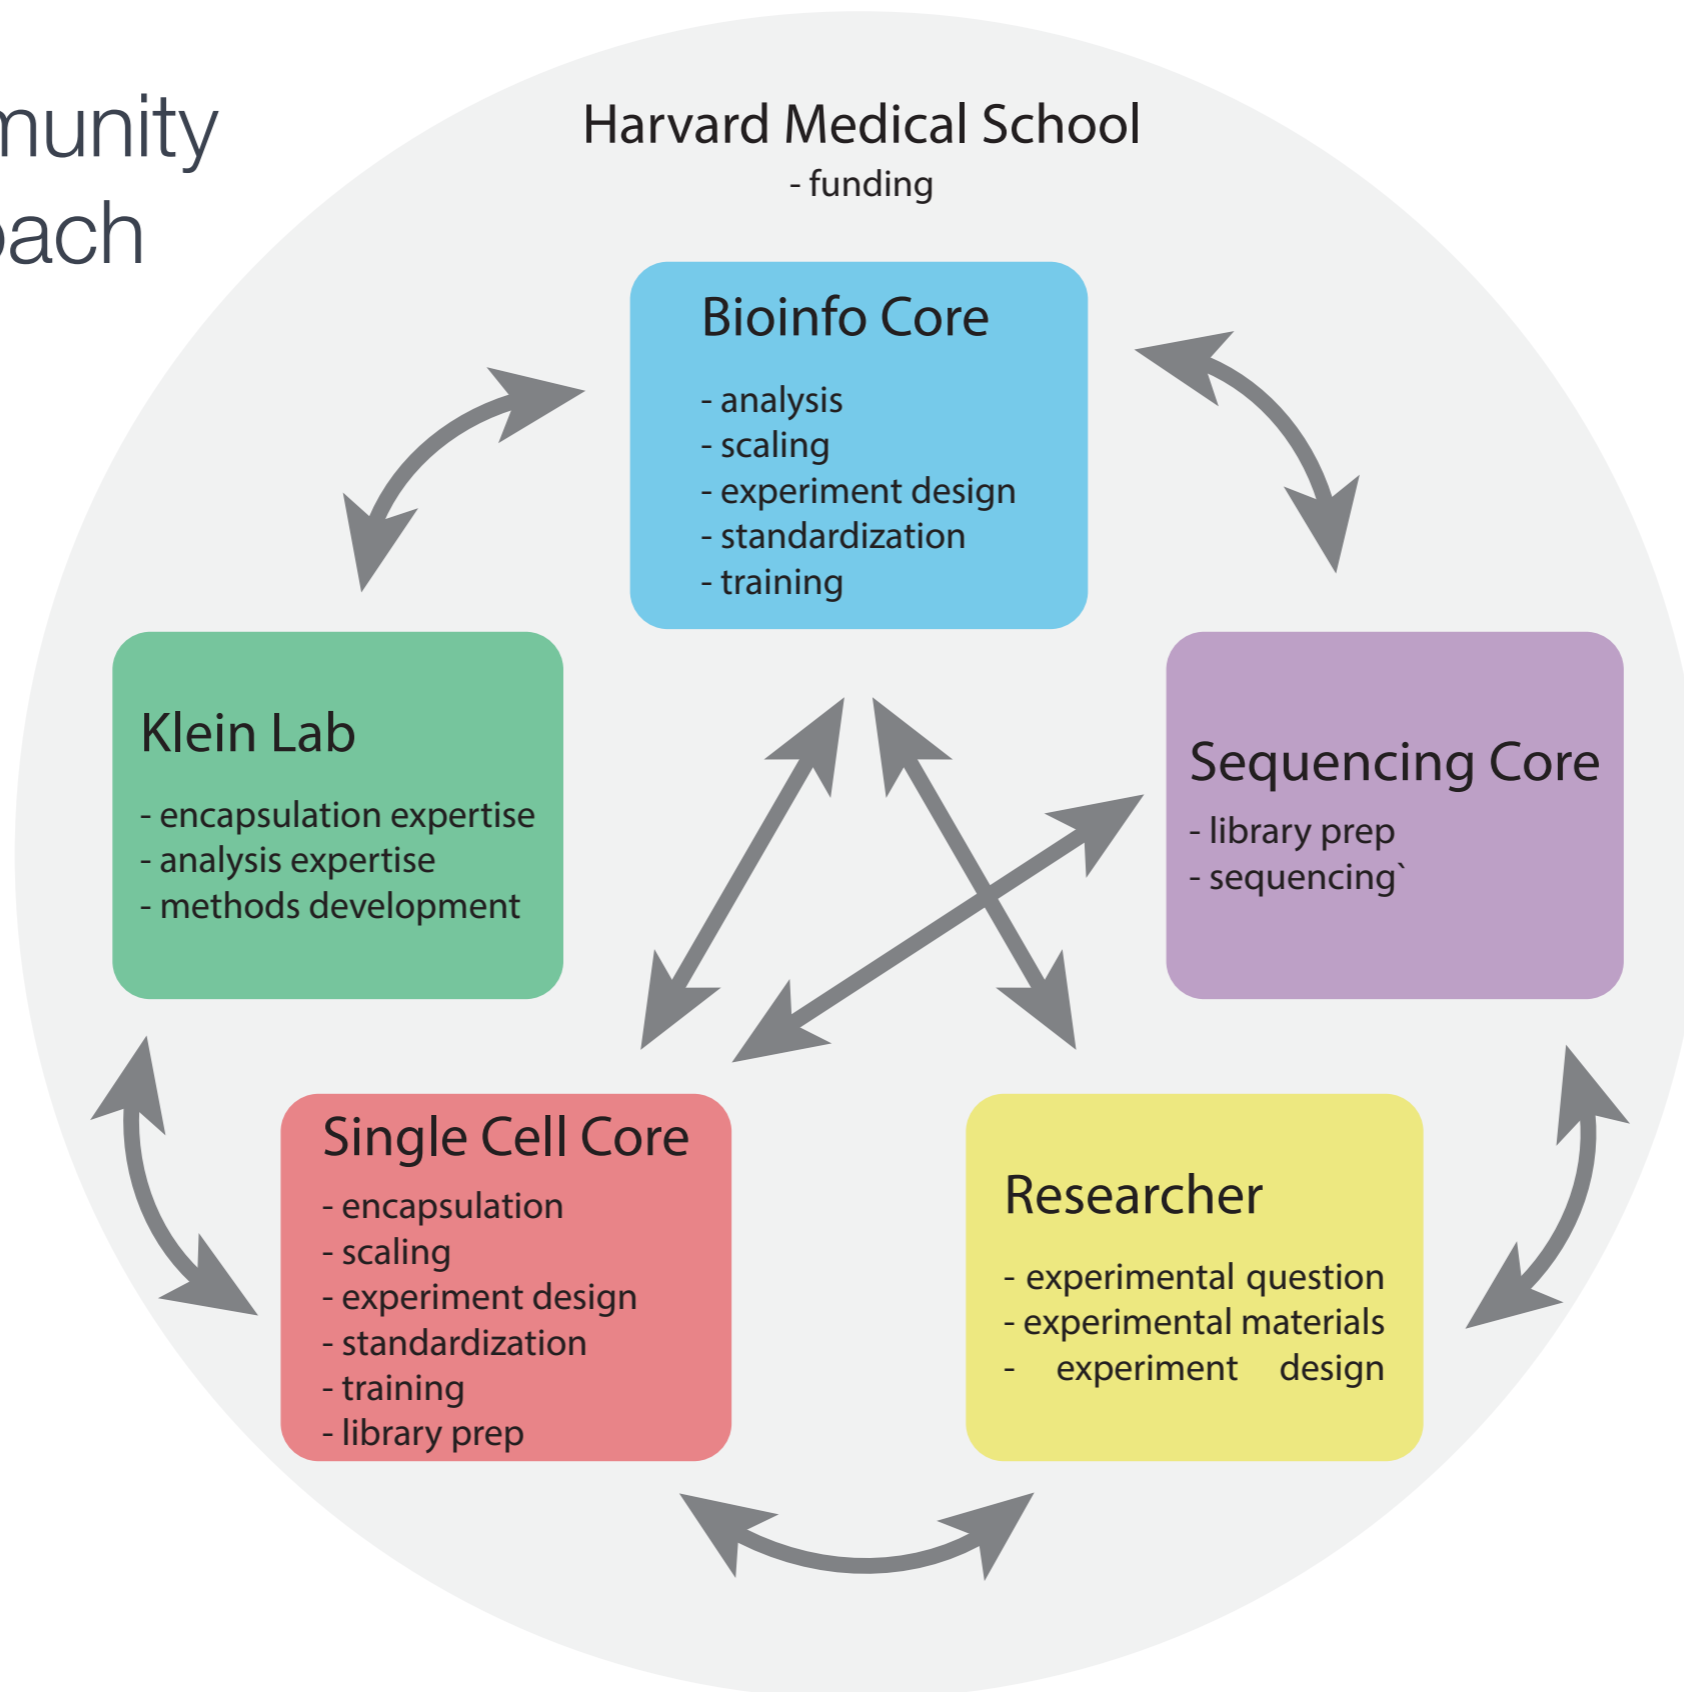 munity
oach
Harvard Medical School
- funding
Bioinfo Core
- analysis
- scaling
- experiment design
- standardization
- training
Klein Lab
- encapsulation expertise
- analysis expertise
- methods development
Sequencing Core
- library prep
- sequencing`
Single Cell Core
- encapsulation
- scaling
- experiment design
- standardization
- training
- library prep
Researcher
- experimental question
- experimental materials
- experiment design